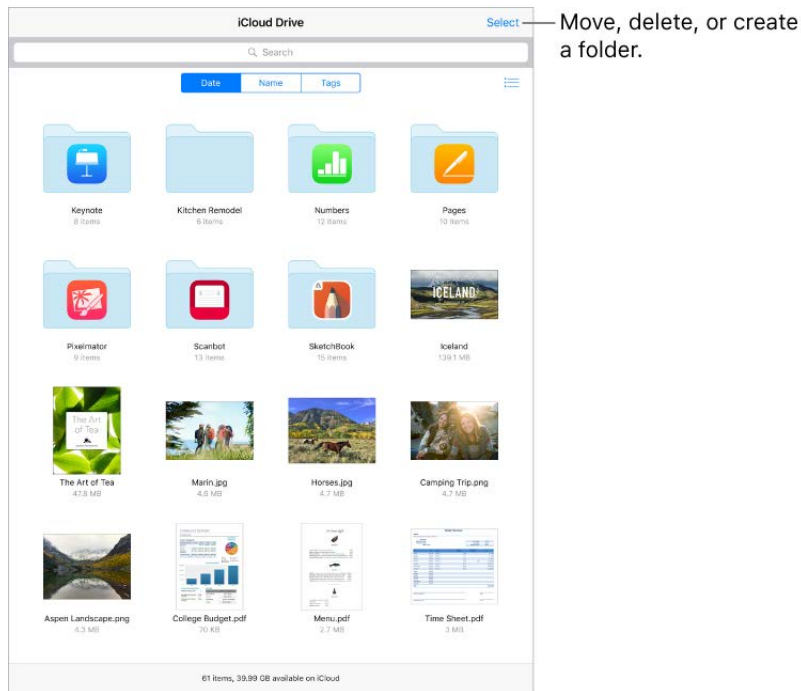 iCloud Drive
Select
Move, delete, or create
a folder.
Search
Date
Name
Tags
Keynote
8 items
Kitchen Remodel
6 items
Numbers
12 items
Pages
10 items
ICELAND
Pixelmator
9 items
Scanbot
13 items
SketchBook
15 items
Iceland
139.1 MB
The Art
of Tea
The Art of Tea
47.8 MB
Marin.jpg
4.6 MB
Horses.jpg
4.7 MB
Camping Trip.png
4.7 MB
Aspen Landscape.png
4.3 MB
College Budget.pdf
70 KB
Menu.pdf
2.7 MB
Time Sheet.pdf
3 MB
61 items, 39.99 GB available on iCloud